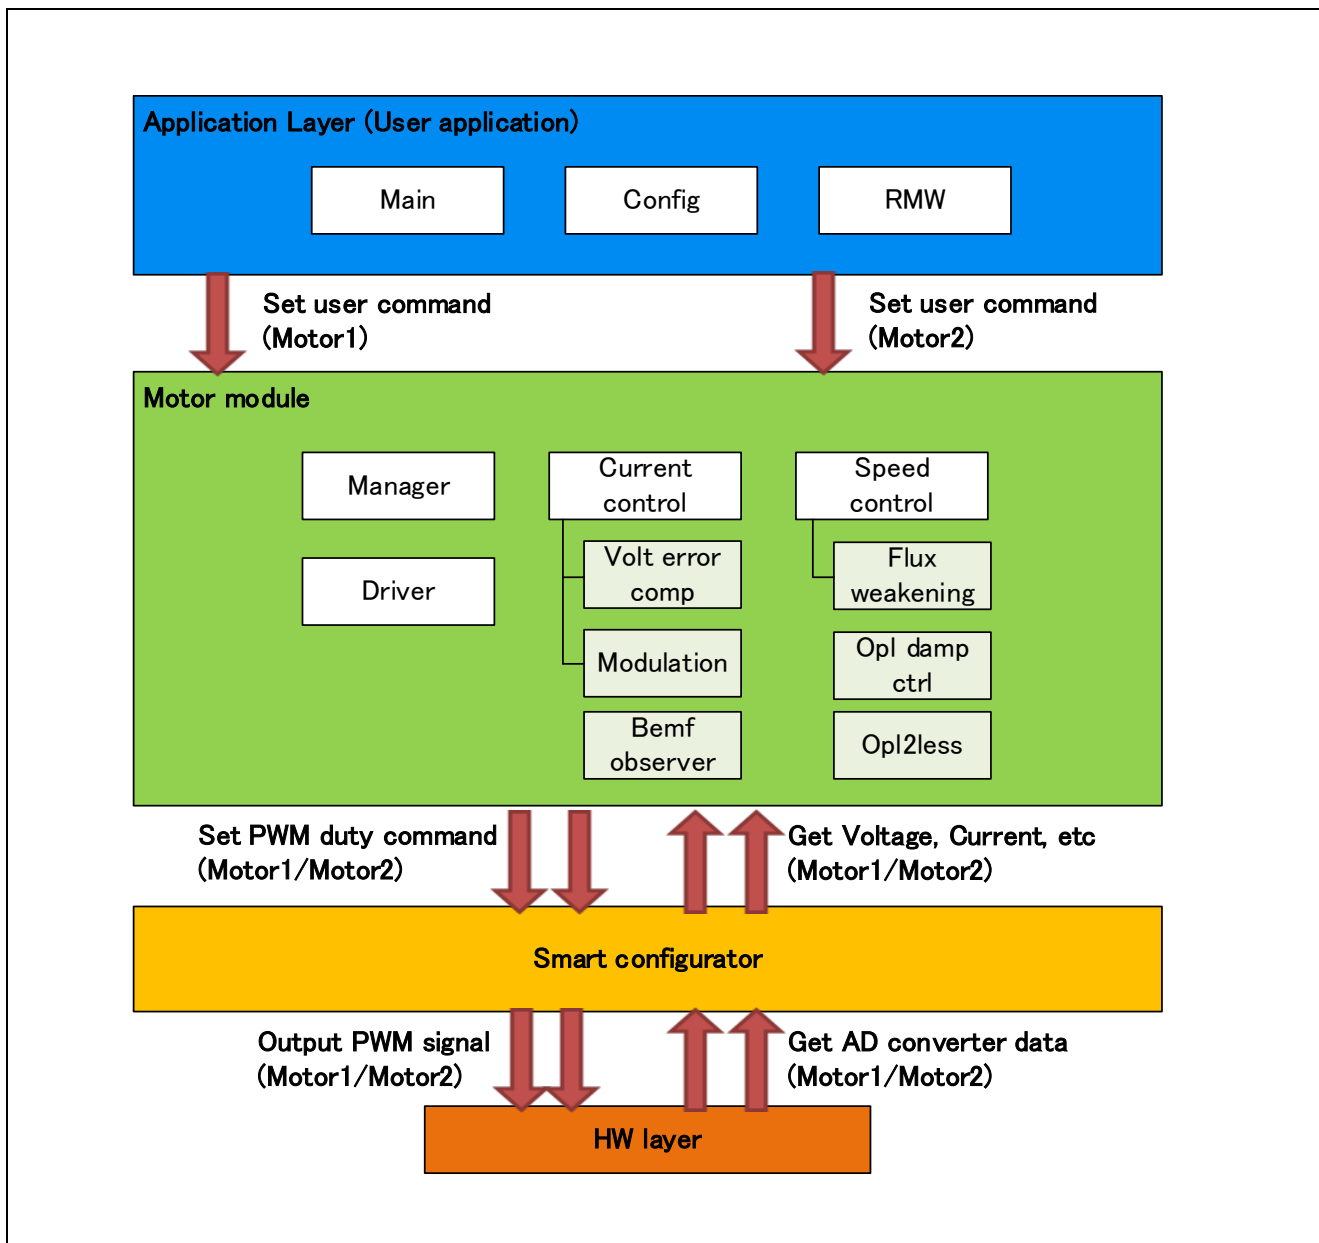 Application Layer (User application)
Main
Config
RMW
Set user command
(Motor1)
Set user command
(Motor2)
Motor module
Manager
Current
control
Speed
control
Driver
Volt error
comp
Flux
weakening
Modulation
Opl damp
ctrl
Bemf
observer
Opl2less
Set PWM duty command
(Motor1/Motor2)
Get Voltage, Current, etc
(Motor1/Motor2)
Smart configurator
Output PWM signal
(Motor1/Motor2)
Get AD converter data
(Motor1/Motor2)
HW layer